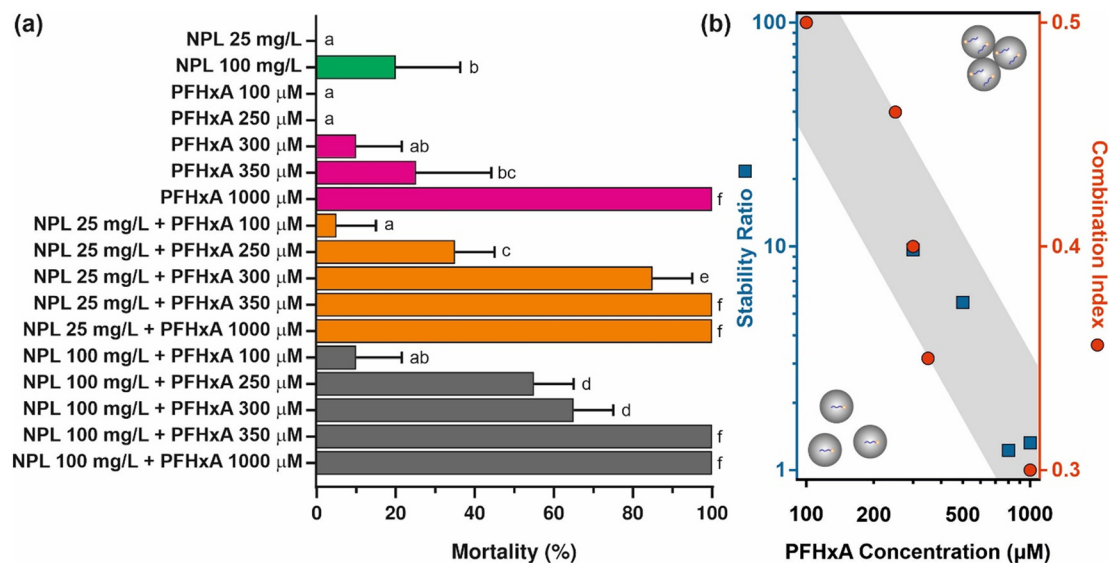 (a)
NPL 25 mg/L a
NPL 100 mg/L b
PFHxA 100 μM a
PFHxA 250 μM a
PFHxA 300 μM ab
PFHxA 350 μM bc
PFHxA 1000 μM f
NPL 25 mg/L + PFHxA 100 μM a
NPL 25 mg/L + PFHxA 250 μM c
NPL 25 mg/L + PFHxA 300 μM e
NPL 25 mg/L + PFHxA 350 μM f
NPL 25 mg/L + PFHxA 1000 μM f
NPL 100 mg/L + PFHxA 100 μM ab
NPL 100 mg/L + PFHxA 250 μM d
NPL 100 mg/L + PFHxA 300 μM d
NPL 100 mg/L + PFHxA 350 μM f
NPL 100 mg/L + PFHxA 1000 μM f
0 20 40 60 80 100
Mortality (%)
(b)
Stability Ratio
100
10
1
0.5
0.4
0.3
Combination Index
100 200 500 1000
PFHxA Concentration (μM)